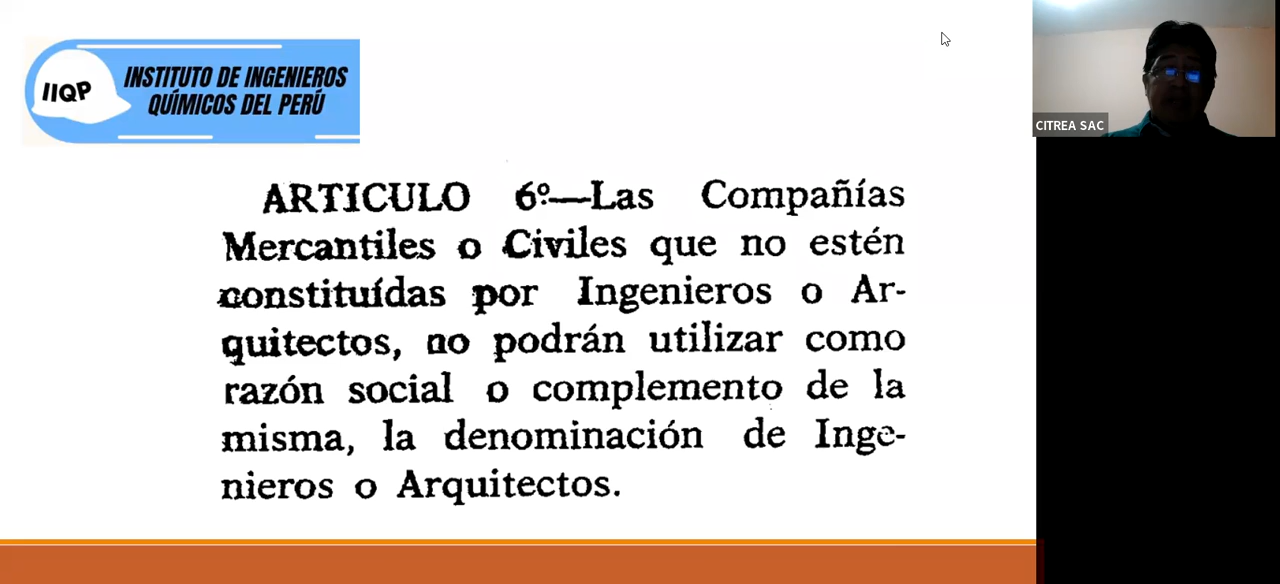 IIQP
INSTITUTO DE INGENIEROS
QUÍMICOS DEL PERÚ
CITREA SAC
ARTICULO 6º—Las Compañías
Mercantiles o Civiles que no estén
constituídas por Ingenieros o Ar-
quitectos, no podrán utilizar como
razón social o complemento de la
misma, la denominación de Inge-
nieros o Arquitectos.